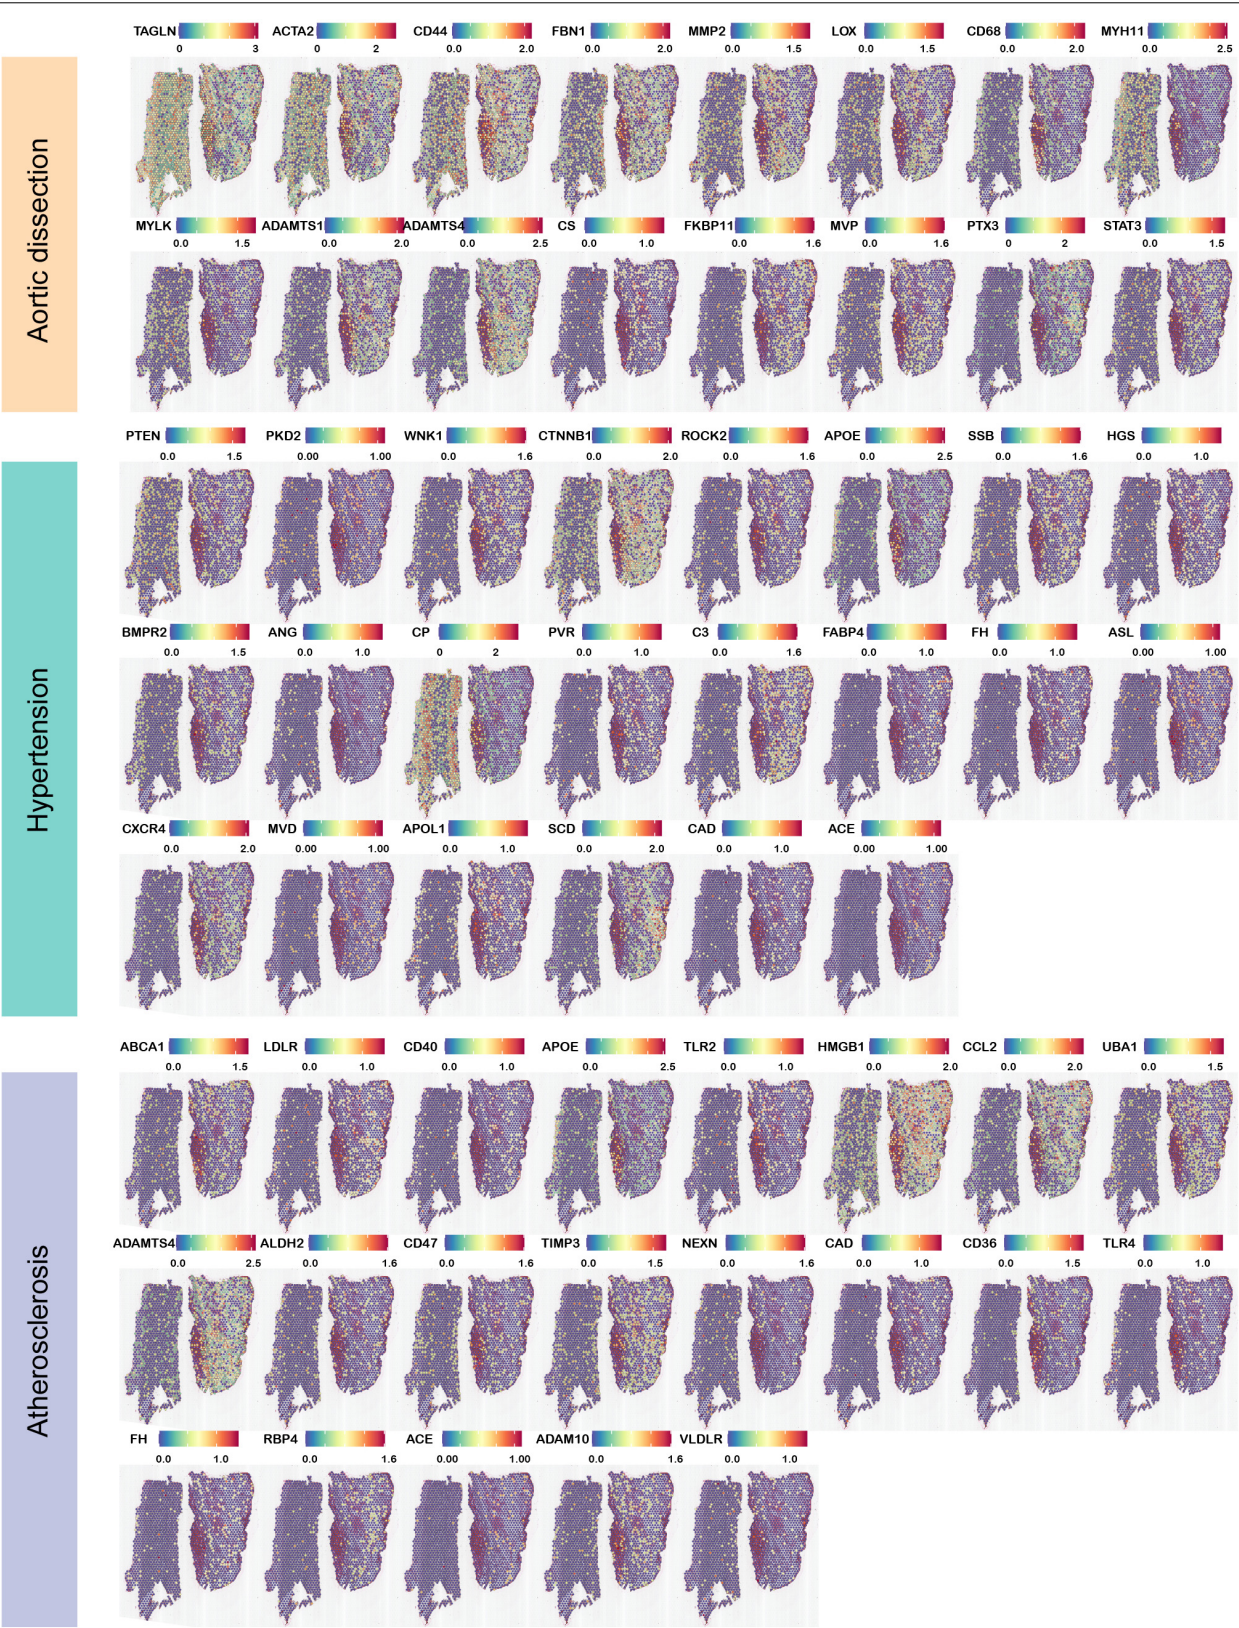 TAGLN ACTA2 CD44 FBN1 MMP2 LOX CD68 MYH11
0 3 0 2 0.0 2.0 0.0 2.0 0.0 1.5 0.0 1.5 0.0 2.0 0.0 2.5
Aortic dissection
MYLK ADAMTS1 ADAMTS4 CS FKBP11 MVP PTX3 STAT3
0.0 1.5 0.0 2.0 0.0 2.5 0.0 1.0 0.0 1.6 0.0 1.6 0 2 0.0 1.5
PTEN PKD2 WNK1 CTNNB1 ROCK2 APOE SSB HGS
0.0 1.5 0.00 1.00 0.0 1.6 0.0 2.0 0.0 1.6 0.0 2.5 0.0 1.6 0.0 1.0
Hypertension
BMPR2 ANG CP PVR C3 FABP4 FH ASL
0.0 1.5 0.0 1.0 0 2 0.0 1.0 0.0 1.6 0.0 1.0 0.0 1.0 0.00 1.00
CXCR4 MVD APOL1 SCD CAD ACE
0.0 2.0 0.00 1.00 0.0 1.0 0.0 2.0 0.0 1.0 0.00 1.00
ABCA1 LDLR CD40 APOE TLR2 HMGB1 CCL2 UBA1
0.0 1.5 0.0 1.0 0.0 1.0 0.0 2.5 0.0 1.0 0.0 2.0 0.0 2.0 0.0 1.5
Atherosclerosis
ADAMTS4 ALDH2 CD47 TIMP3 NEXN CAD CD36 TLR4
0.0 2.5 0.0 1.6 0.0 1.6 0.0 1.5 0.0 1.6 0.0 1.0 0.0 1.5 0.0 1.0
FH RBP4 ACE ADAM10 VLDLR
0.0 1.0 0.0 1.6 0.00 1.00 0.0 1.6 0.0 1.0